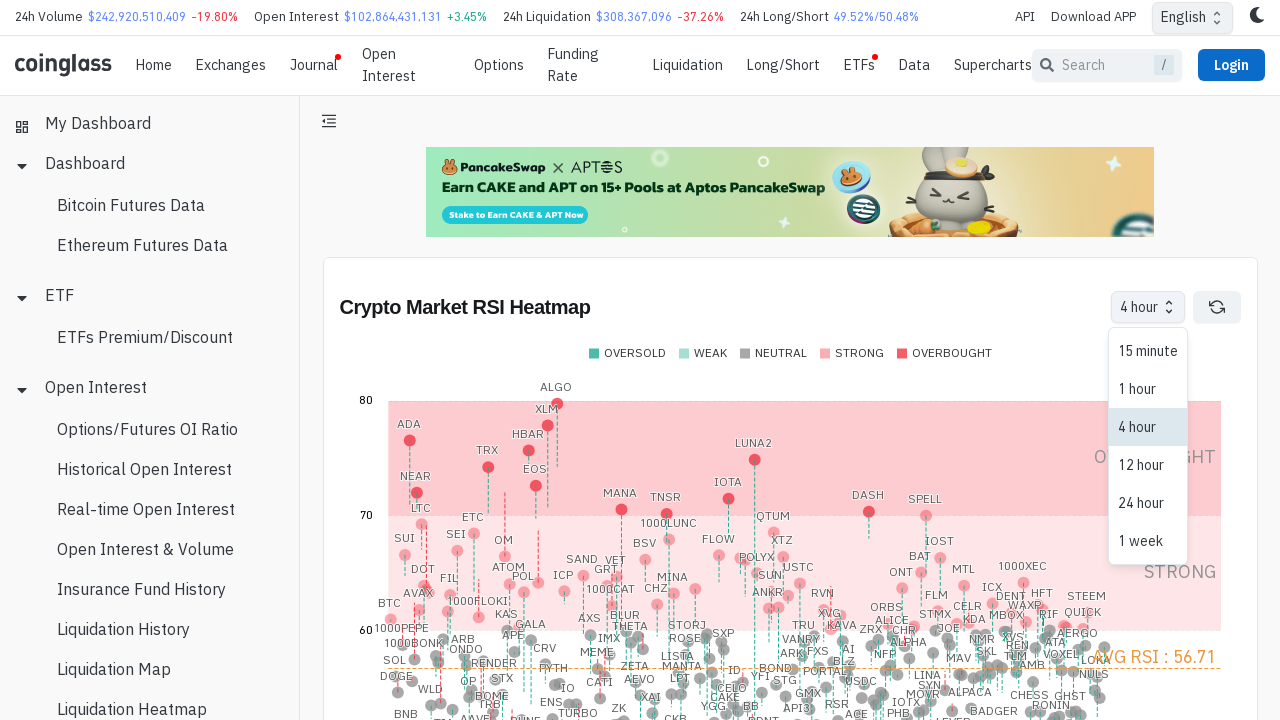 24h Volume $242,920,510,409 -19.80% Open Interest $102,864,431,131 +3.45% 24h Liquidation $308,367,096 -37.26% 24h Long/Short 49.52%/50.48% API Download APP English
coinglass Home Exchanges Journal Open Interest Options Funding Rate Liquidation Long/Short ETFs Data Supercharts Search / Login
My Dashboard
Dashboard
Bitcoin Futures Data
Ethereum Futures Data
ETF
ETFs Premium/Discount
Open Interest
Options/Futures OI Ratio
Historical Open Interest
Real-time Open Interest
Open Interest & Volume
Insurance Fund History
Liquidation History
Liquidation Map
Liquidation Heatmap
PancakeSwap X APTOS
Earn CAKE and APT on 15+ Pools at Aptos PancakeSwap
Stake to Earn CAKE & APT Now
Crypto Market RSI Heatmap
4 hour
15 minute
1 hour
4 hour
12 hour
24 hour
1 week
OVERSOLD WEAK NEUTRAL STRONG OVERBOUGHT
80
ALGO
XLM
ADA
HBAR
LUNA2
TRX
EOS
NEAR
IOTA
MANA
TNSR
DASH
SPELL
LTC
70
ETC
1000LUNC
QTUM
SUI
SEI
OM
BSV
FLOW
XTZ
IOST
SAND
VET
POLYX
BAT
ATOM
DOT
GRT
USTC
ONT
MTL
1000XEC
STRONG
FIL
POL
ICP
MINA
SUN
1000CAT
CHZ
ANKR
ICX
AVAX
RVN
FLM
DENT
HFT
STEEM
BTC
1000FLOKI
ORBS
CELR
WAXP
KAS
BLUR
XVG
STMX
MBOX
RIF
QUICK
60
1000PEPE
AXS
GALA
THETA
STORJ
TRU
KAVA
ALICE
KDA
ZRX
CHR
JOE
SXP
APE
AERGO
1000BONK
ARB
IMX
ROSE
VANRY
ALPHA
NMR
XVS
ATA
ONDO
CRV
MEME
LISTA
ARK
FXS
AI
INFI
SKL
REN
TLM
VOXEL
AVG RSI : 56.71
SOL
RENDER
PYTH
ZETA
MANTA
ID
BOND
PORTAL
BLZ
MAV
AMB
LOKA
DOGE
OP
STX
CATI
AEVO
LPT
YFI
STG
USDC
LINA
NULS
WLD
BOME
IO
CELO
SYN
ALPACA
CHESS
GHST
TRB
ENS
XAI
CAKE
GMX
RSR
IOTX
MOVR
RONIN
BNB
TURBO
ZK
YGG
BB
API3
ACE
PHB
BADGER
CKB